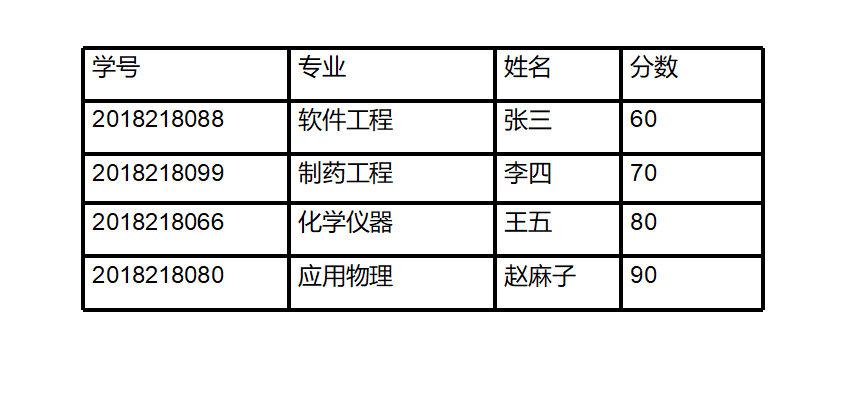 学号 专业 姓名 分数
2018218088 软件工程 张三 60
2018218099 制药工程 李四 70
2018218066 化学仪器 王五 80
2018218080 应用物理 赵麻子 90